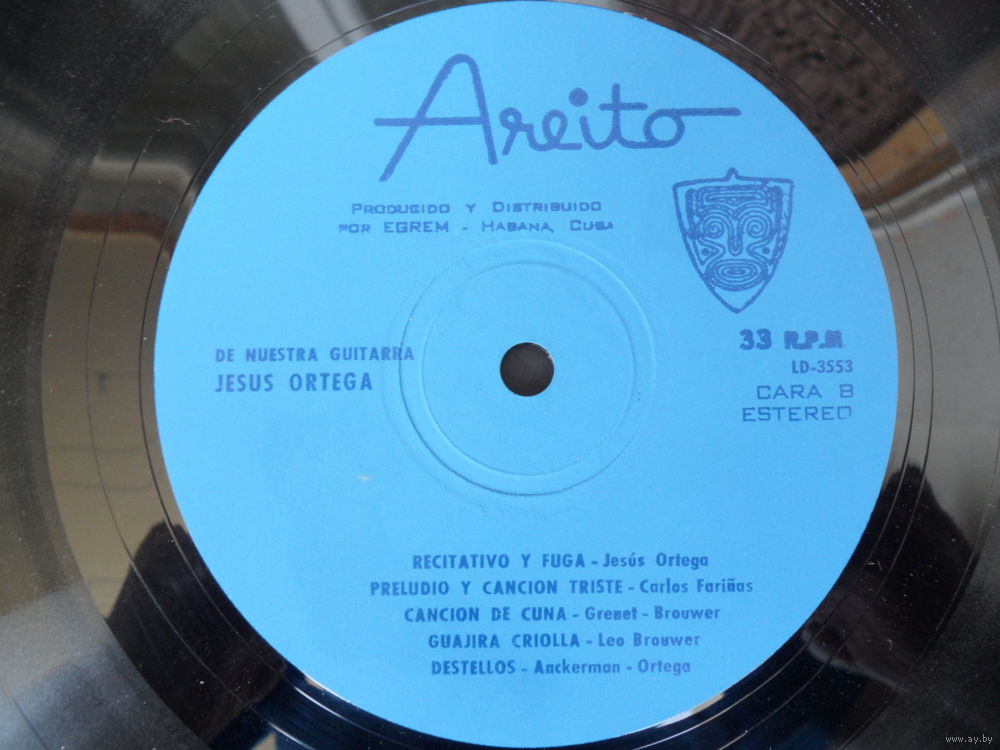 Areito
PRODUCIDO Y DISTRIBUIDO
POR EGREM - HABANA, CUBA
33 R.P.M
LD-3553
CARA B
ESTEREO
DE NUESTRA GUITARRA
JESUS ORTEGA
RECITATIVO Y FUGA - Jesús Ortega
PRELUDIO Y CANCION TRISTE - Carlos Fariñas
CANCION DE CUNA - Grenet - Brouwer
GUAJIRA CRIOLLA - Leo Brouwer
DESTELLOS - Anckerman - Ortega
www.ay.by